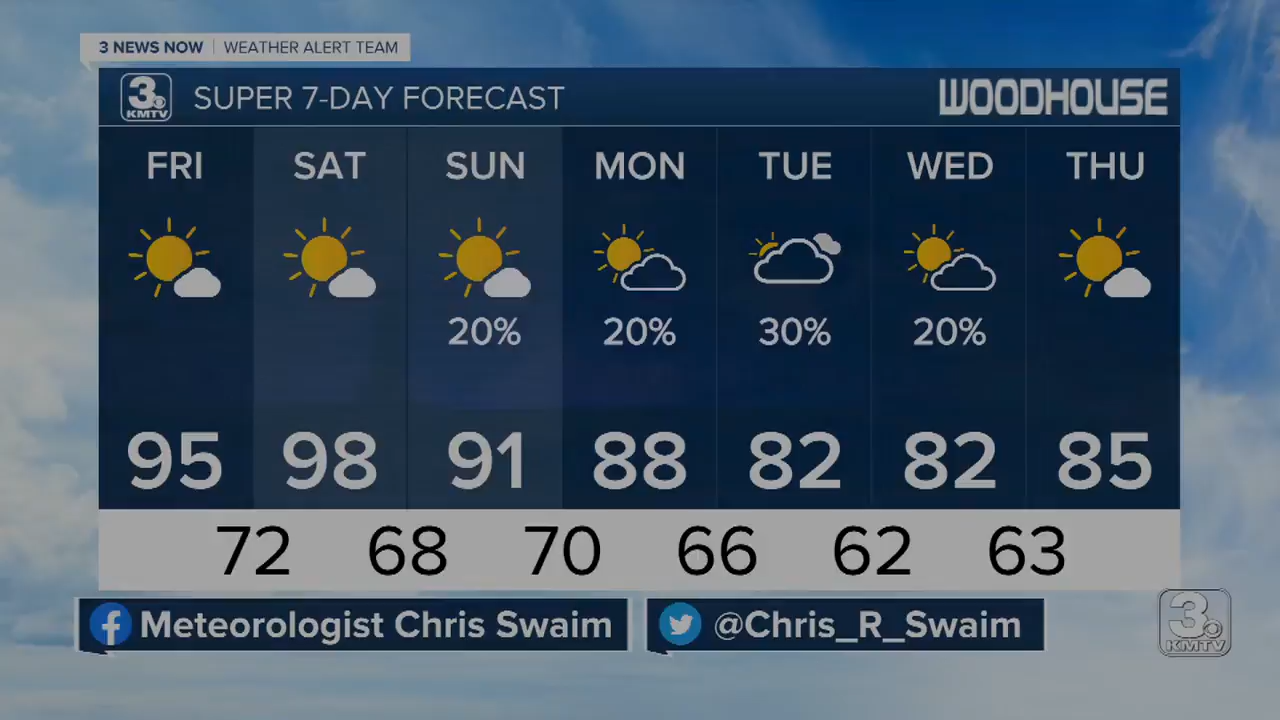 3 NEWS NOW | WEATHER ALERT TEAM
3 KMTV SUPER 7-DAY FORECAST WOODHOUSE
FRI SAT SUN MON TUE WED THU
20% 20% 30% 20%
95 98 91 88 82 82 85
72 68 70 66 62 63
Meteorologist Chris Swaim @Chris_R_Swaim
3 KMTV